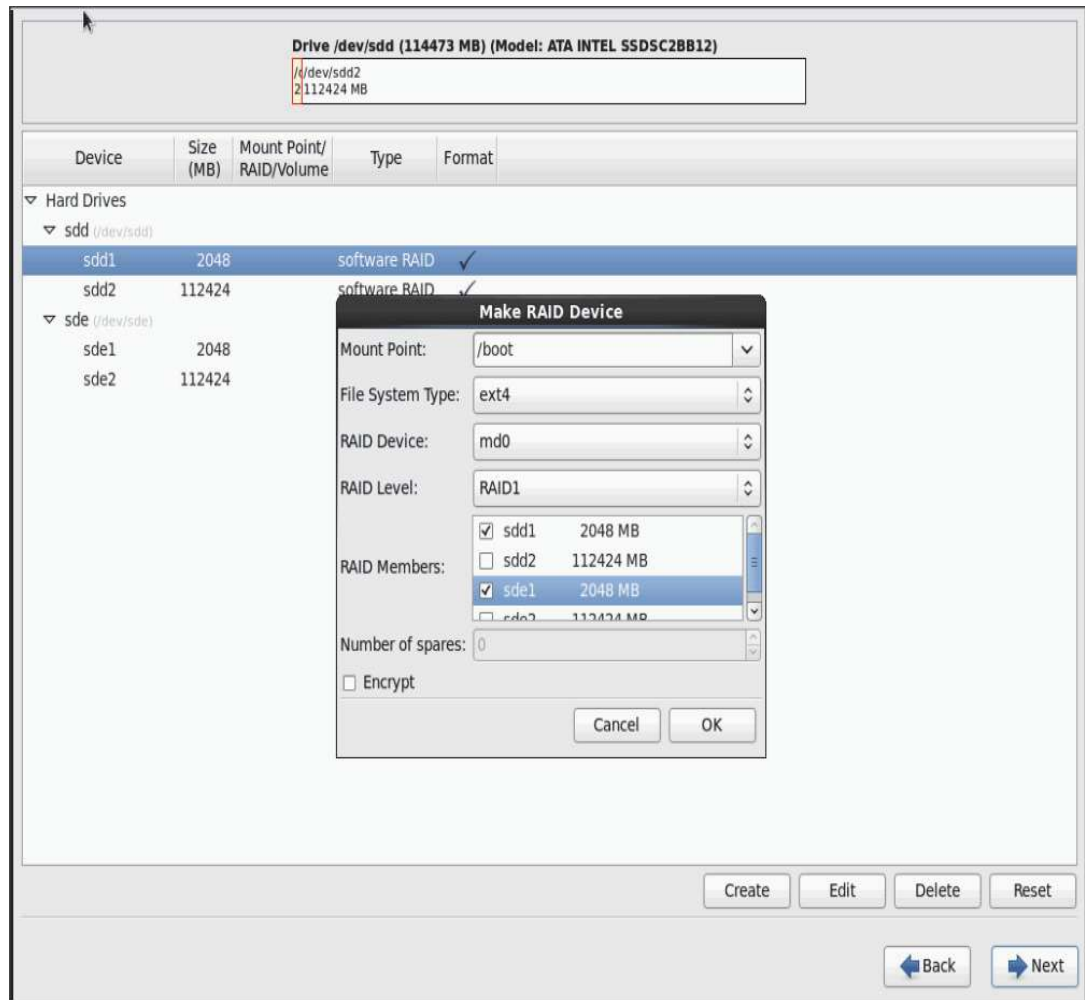 Drive /dev/sdd (114473 MB) (Model: ATA INTEL SSDSC2BB12)
/dev/sdd2
2 112424 MB
Device Size (MB) Mount Point/ RAID/Volume Type Format
Hard Drives
sdd (/dev/sdd)
sdd1 2048 software RAID ✓
sdd2 112424 software RAID ✓
sde (/dev/sde)
sde1 2048
sde2 112424
Make RAID Device
Mount Point: /boot
File System Type: ext4
RAID Device: md0
RAID Level: RAID1
RAID Members:
sdd1 2048 MB
sdd2 112424 MB
sde1 2048 MB
sde2 112424 MB
Number of spares: 0
Encrypt
Cancel OK
Create Edit Delete Reset
Back Next